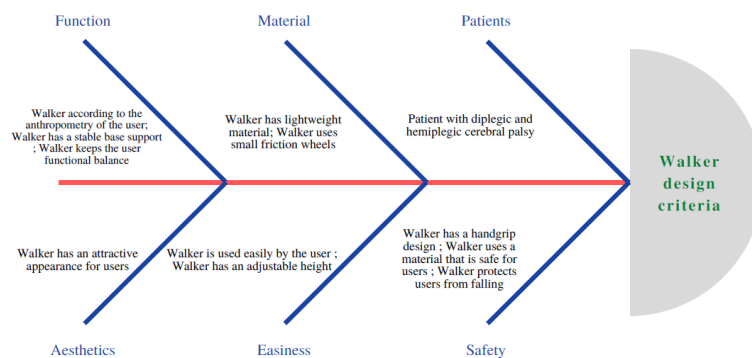 Function
Material
Patients
Walker according to the
anthropometry of the user;
Walker has a stable base support
; Walker keeps the user
functional balance
Walker has lightweight
material; Walker uses
small friction wheels
Patient with diplegic and
hemiplegic cerebral palsy
Walker
design
criteria
Walker has an attractive
appearance for users
Walker is used easily by the user ;
Walker has an adjustable height
Walker has a handgrip
design ; Walker uses a
material that is safe for
users ; Walker protects
users from falling
Aesthetics
Easiness
Safety